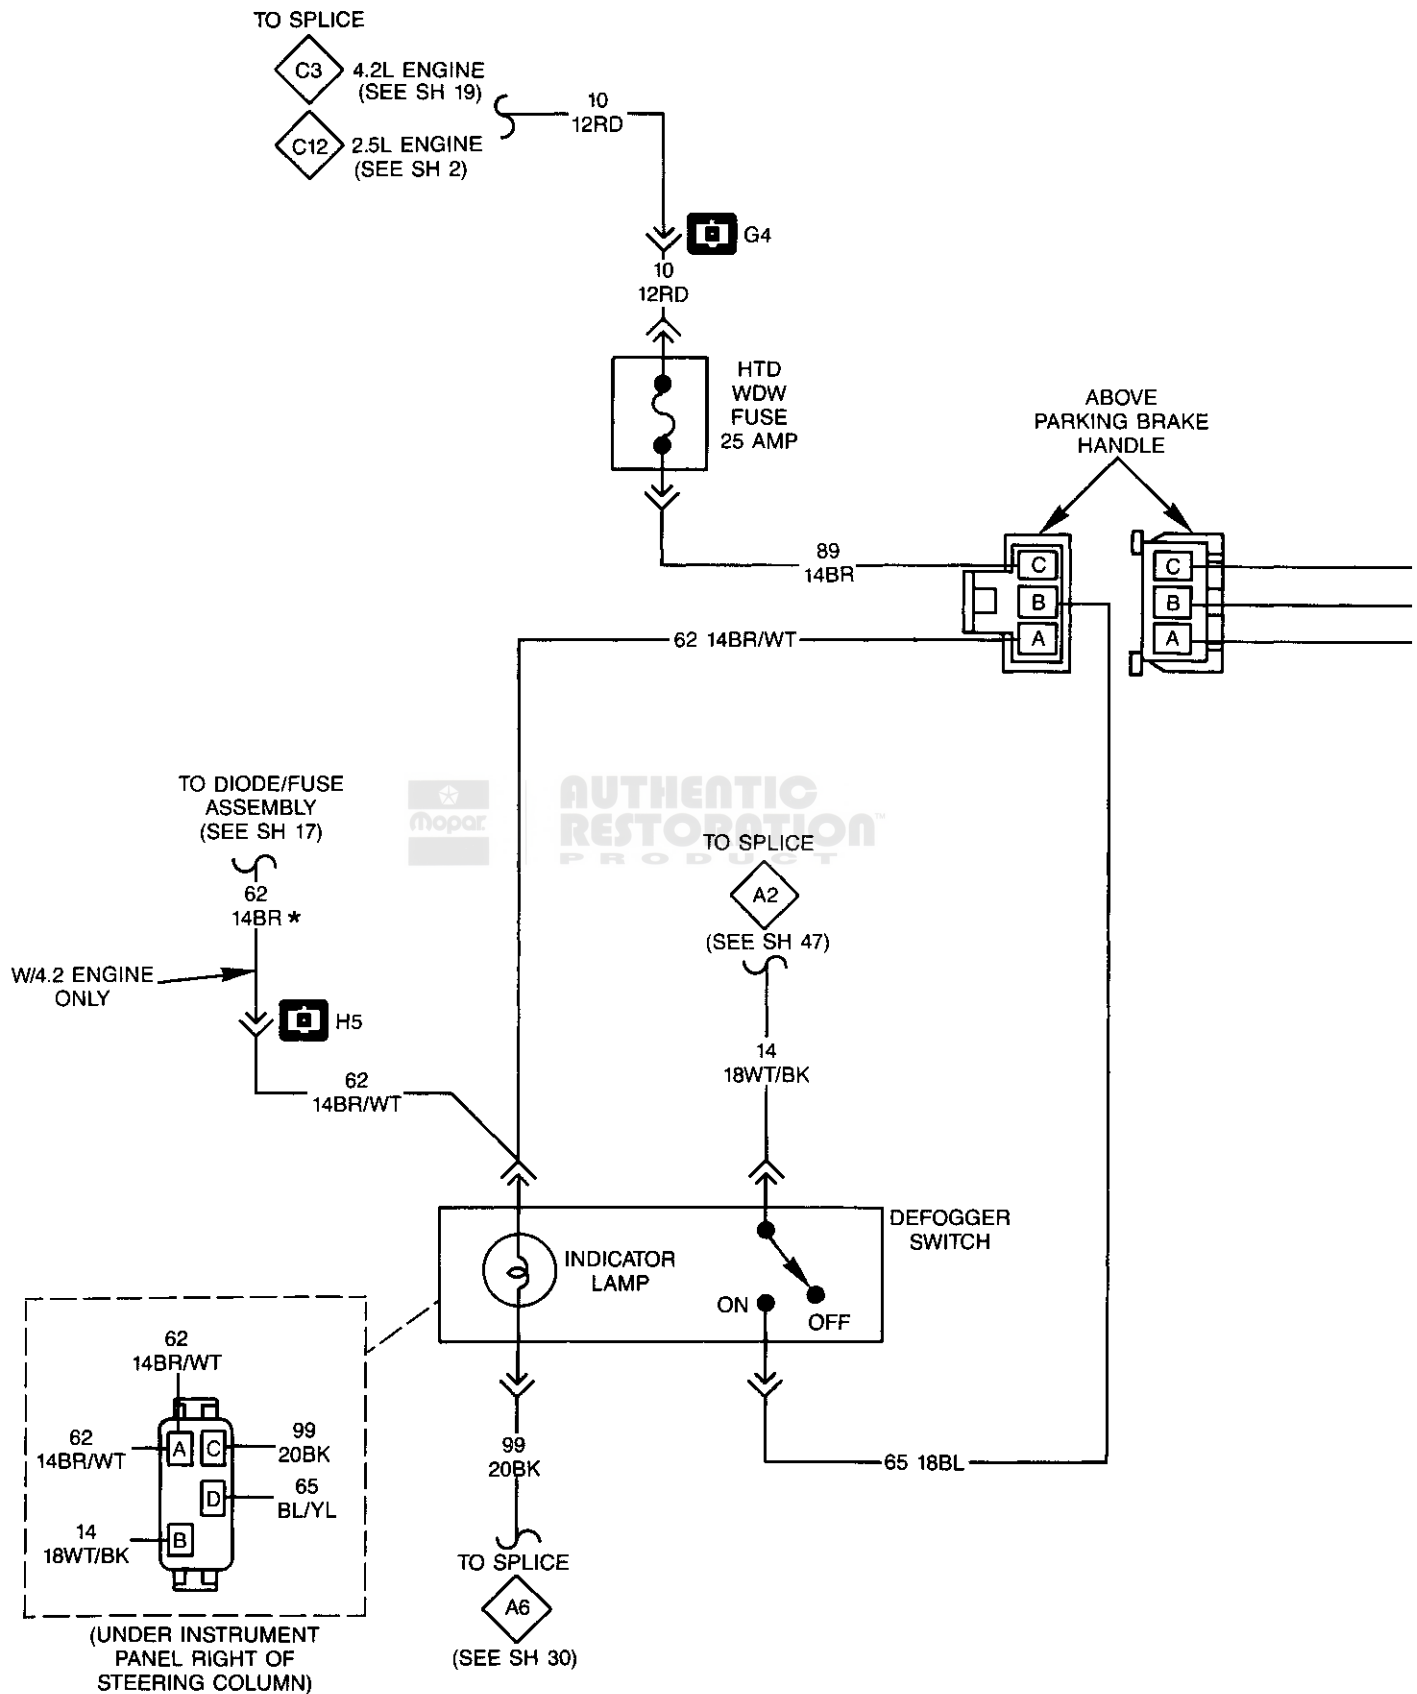 TO SPLICE
C3
4.2L ENGINE
(SEE SH 19)
C12
2.5L ENGINE
(SEE SH 2)
10
12RD
G4
10
12RD
HTD
WDW
FUSE
25 AMP
ABOVE
PARKING BRAKE
HANDLE
89
14BR
C
B
A
C
B
A
62 14BR/WT
TO DIODE/FUSE
ASSEMBLY
(SEE SH 17)
62
14BR *
W/4.2 ENGINE
ONLY
H5
62
14BR/WT
Mopar
AUTHENTIC
RESTORATION™
PRODUCT
TO SPLICE
A2
(SEE SH 47)
14
18WT/BK
DEFOGGER
SWITCH
INDICATOR
LAMP
ON
OFF
65 18BL
99
20BK
TO SPLICE
A6
(SEE SH 30)
62
14BR/WT
62
14BR/WT
A
C
99
20BK
D
65
BL/YL
14
18WT/BK
B
(UNDER INSTRUMENT
PANEL RIGHT OF
STEERING COLUMN)